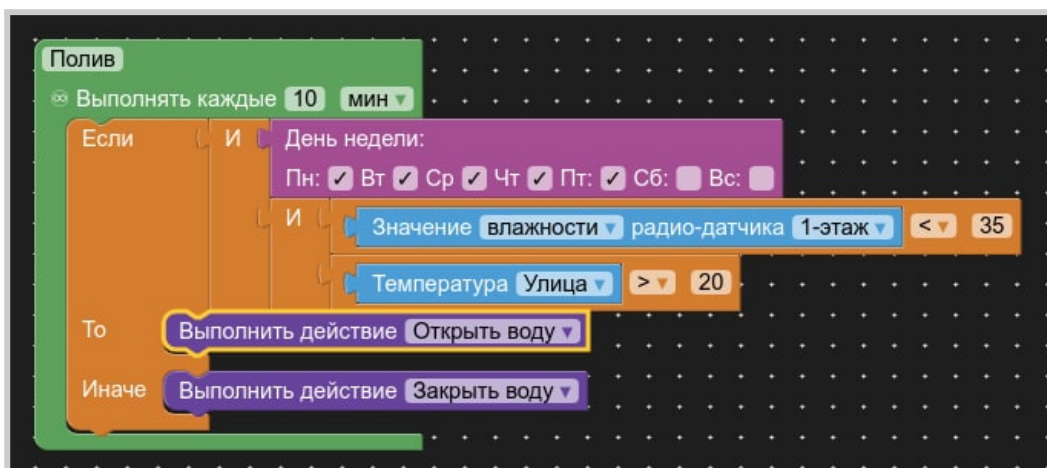 Полив
Выполнять каждые 10 мин
Если И День недели:
Пн: Вт Ср Чт Пт: Сб: Вс:
И Значение влажности радио-датчика 1-этаж < 35
Температура Улица > 20
То Выполнить действие Открыть воду
Иначе Выполнить действие Закрыть воду